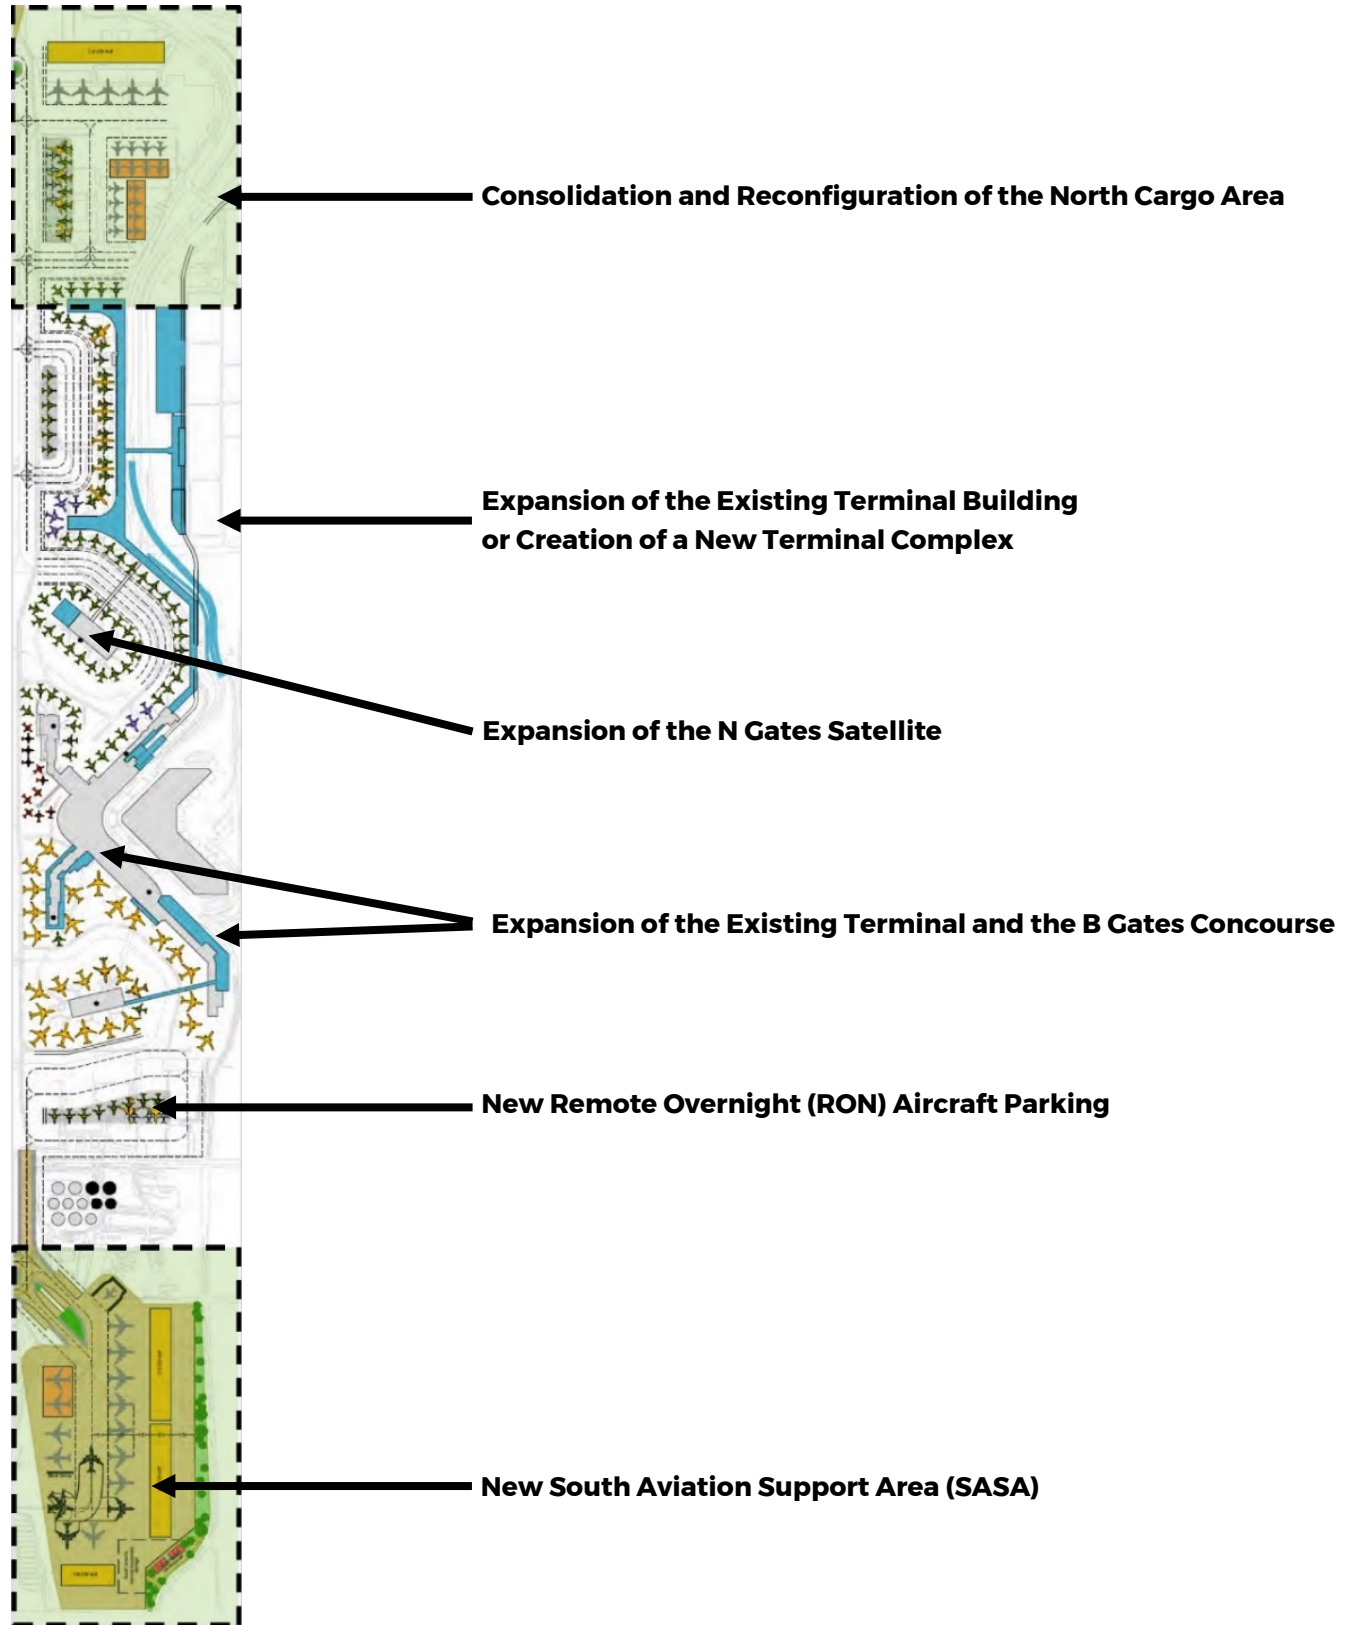 Consolidation and Reconfiguration of the North Cargo Area
Expansion of the Existing Terminal Building
or Creation of a New Terminal Complex
Expansion of the N Gates Satellite
Expansion of the Existing Terminal and the B Gates Concourse
New Remote Overnight (RON) Aircraft Parking
New South Aviation Support Area (SASA)